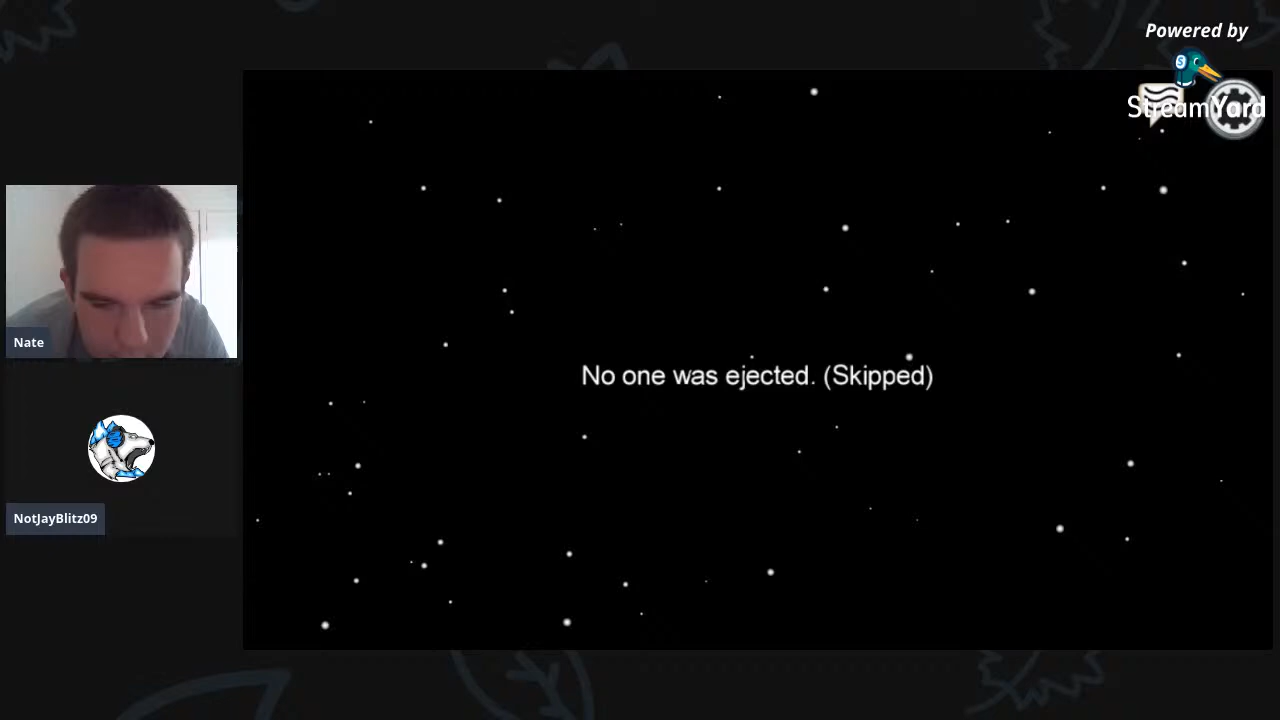 Powered by
StreamYard
Nate
No one was ejected. (Skipped)
NotJayBlitz09